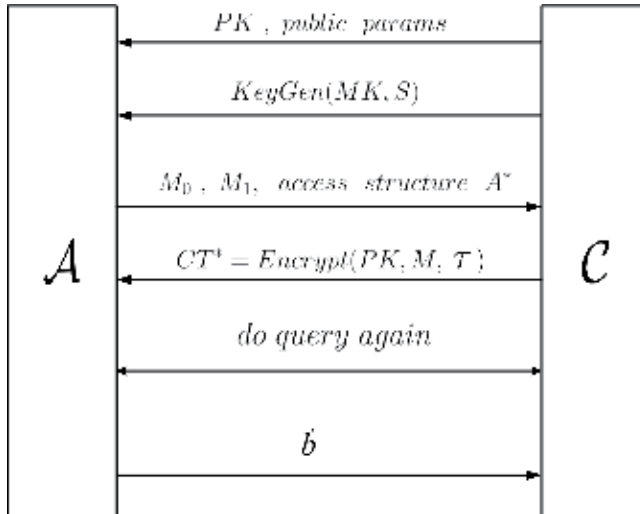 PK , public params
KeyGen(MK, S)
M₀ , M₁, access structure A*
CT* = Encrypt(PK, M, 𝒯)
𝒜
𝒞
do query again
b